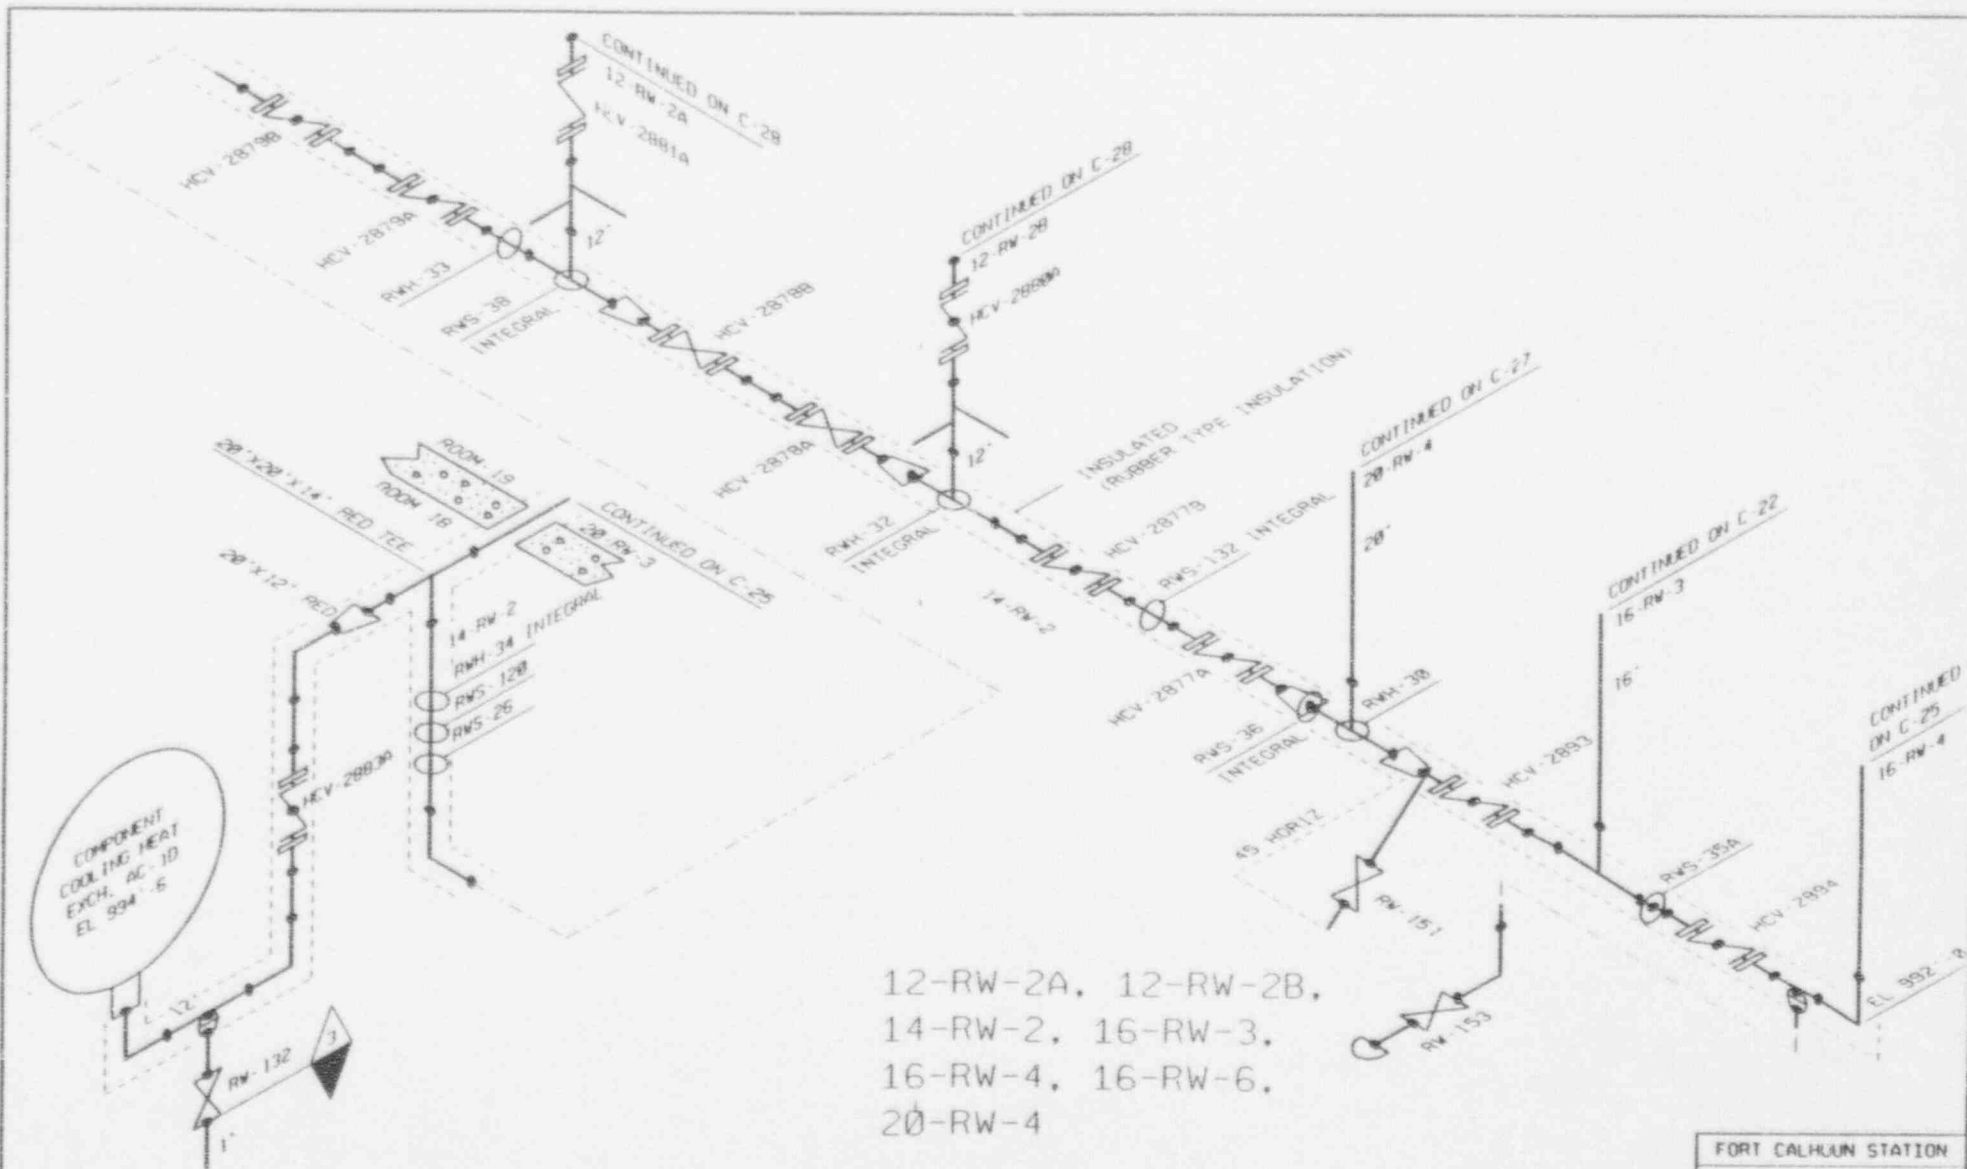 CONTINUED ON C-28
12-RW-2A
HCV-2881A
HCV-2879B
HCV-2879A
RWH-33
RWS-38
INTEGRAL
12"
CONTINUED ON C-28
12-RW-2B
HCV-2880A
HCV-2878B
HCV-2878A
12"
RWH-32
INTEGRAL
INSULATED
(RUBBER TYPE INSULATION)
HCV-2877B
RWS-132 INTEGRAL
14-RW-2
HCV-2877A
CONTINUED ON C-27
20-RW-4
20"
RWS-36
INTEGRAL
RWH-30
CONTINUED ON C-22
16-RW-3
16"
HCV-2893
CONTINUED
ON C-25
16-RW-4
45 HORIZ
RW-151
RWS-35A
HCV-2894
EL 992'-0
RW-153
ROOM 19
ROOM 18
20"X20"X14" RED TEE
20"X12" RED
CONTINUED ON C-25
20-RW-3
14-RW-2
RWH-34 INTEGRAL
RWS-120
RWS-26
HCV-2883A
COMPONENT
COOLING HEAT
EXCH. AC-1D
EL 994'-6
12"
RW-132
3
1"
12-RW-2A, 12-RW-2B,
14-RW-2, 16-RW-3,
16-RW-4, 16-RW-6,
20-RW-4
FORT CALHOUN STATION